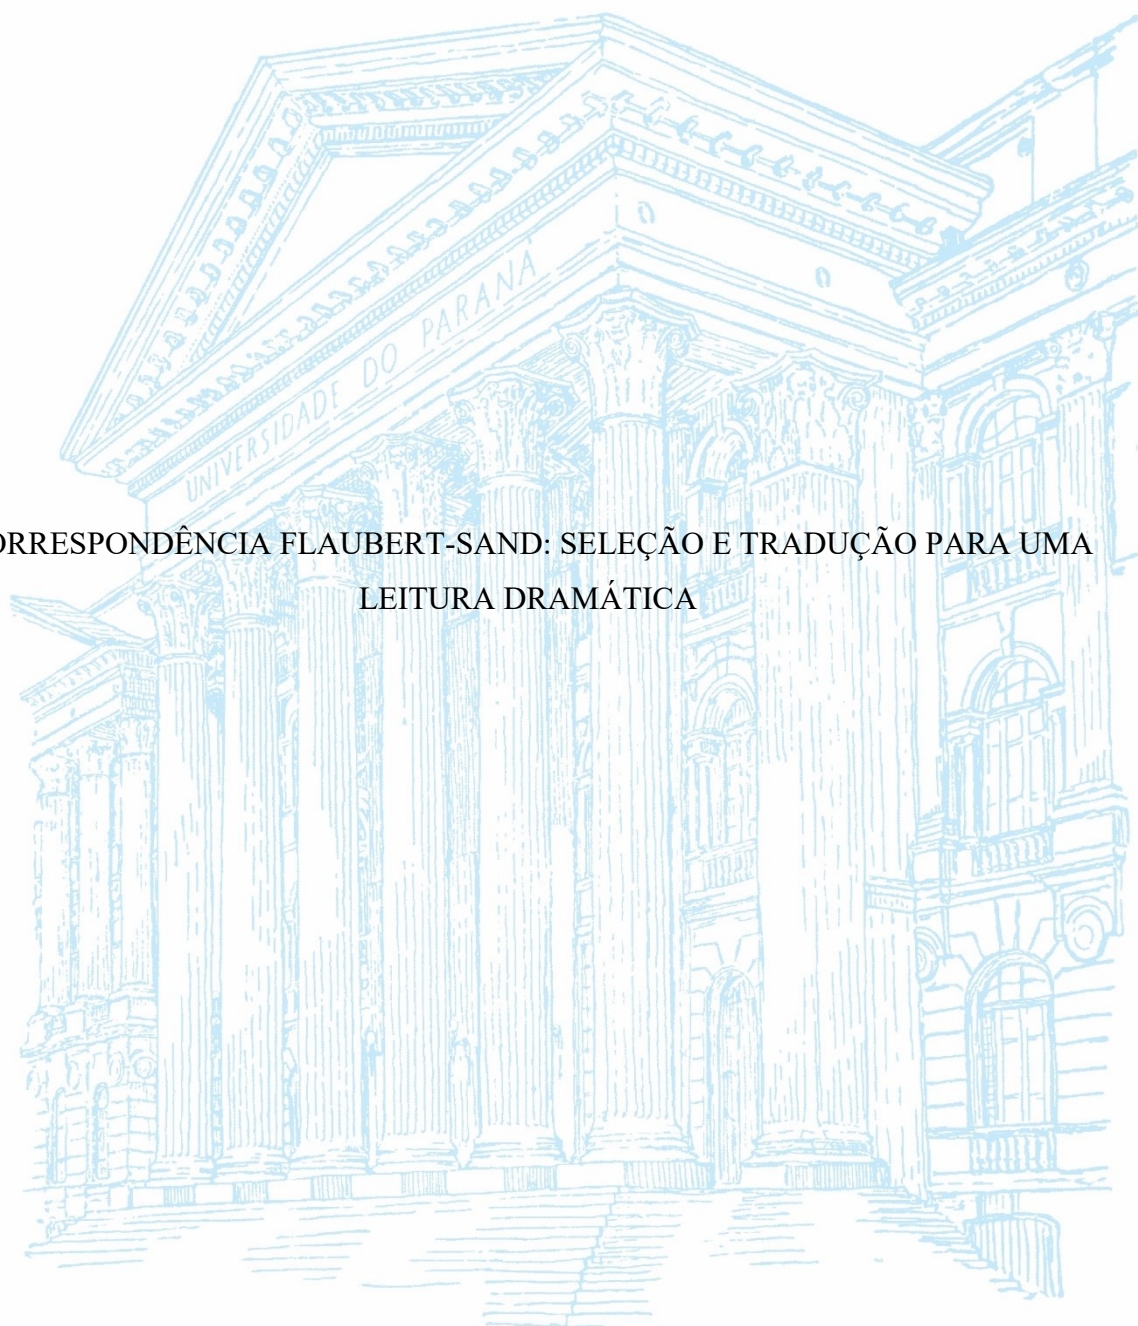 UNIVERSIDADE DO PARANÁ
ORRESPONDÊNCIA FLAUBERT-SAND: SELEÇÃO E TRADUÇÃO PARA UMA
LEITURA DRAMÁTICA